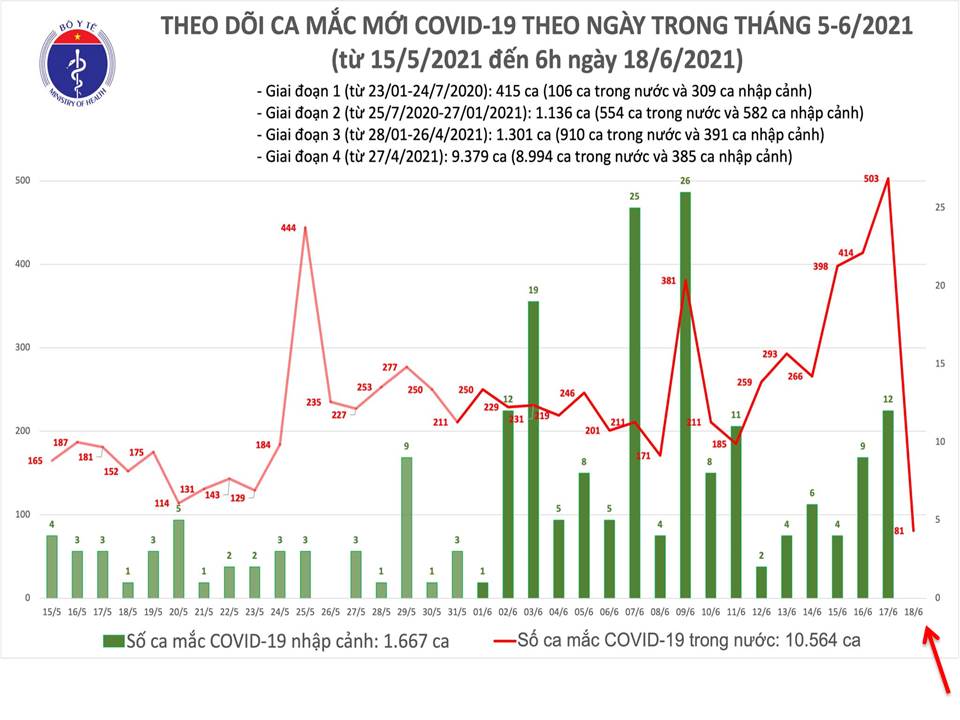 BỘ Y TẾ
MINISTRY OF HEALTH
THEO DÕI CA MẮC MỚI COVID-19 THEO NGÀY TRONG THÁNG 5-6/2021
(từ 15/5/2021 đến 6h ngày 18/6/2021)
- Giai đoạn 1 (từ 23/01-24/7/2020): 415 ca (106 ca trong nước và 309 ca nhập cảnh)
- Giai đoạn 2 (từ 25/7/2020-27/01/2021): 1.136 ca (554 ca trong nước và 582 ca nhập cảnh)
- Giai đoạn 3 (từ 28/01-26/4/2021): 1.301 ca (910 ca trong nước và 391 ca nhập cảnh)
- Giai đoạn 4 (từ 27/4/2021): 9.379 ca (8.994 ca trong nước và 385 ca nhập cảnh)
500
400
300
200
100
0
25
20
15
10
5
0
165 187 181 152 175 114 131 143 129 184 444 235 227 253 277 250 211 250 229 231 219 246 201 211 171 381 211 185 259 293 266 398 414 503 81
4 3 3 1 3 5 1 2 2 3 3 3 1 9 1 3 1 12 19 5 8 5 25 4 26 8 11 2 4 6 4 9 12
15/5 16/5 17/5 18/5 19/5 20/5 21/5 22/5 23/5 24/5 25/5 26/5 27/5 28/5 29/5 30/5 31/5 01/6 02/6 03/6 04/6 05/6 06/6 07/6 08/6 09/6 10/6 11/6 12/6 13/6 14/6 15/6 16/6 17/6 18/6
Số ca mắc COVID-19 nhập cảnh: 1.667 ca
Số ca mắc COVID-19 trong nước: 10.564 ca